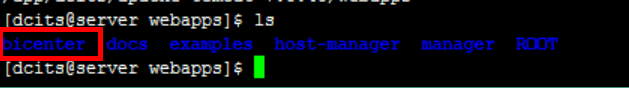 [dcits@server webapps]$ ls
bicenter docs examples host-manager manager ROOT
[dcits@server webapps]$